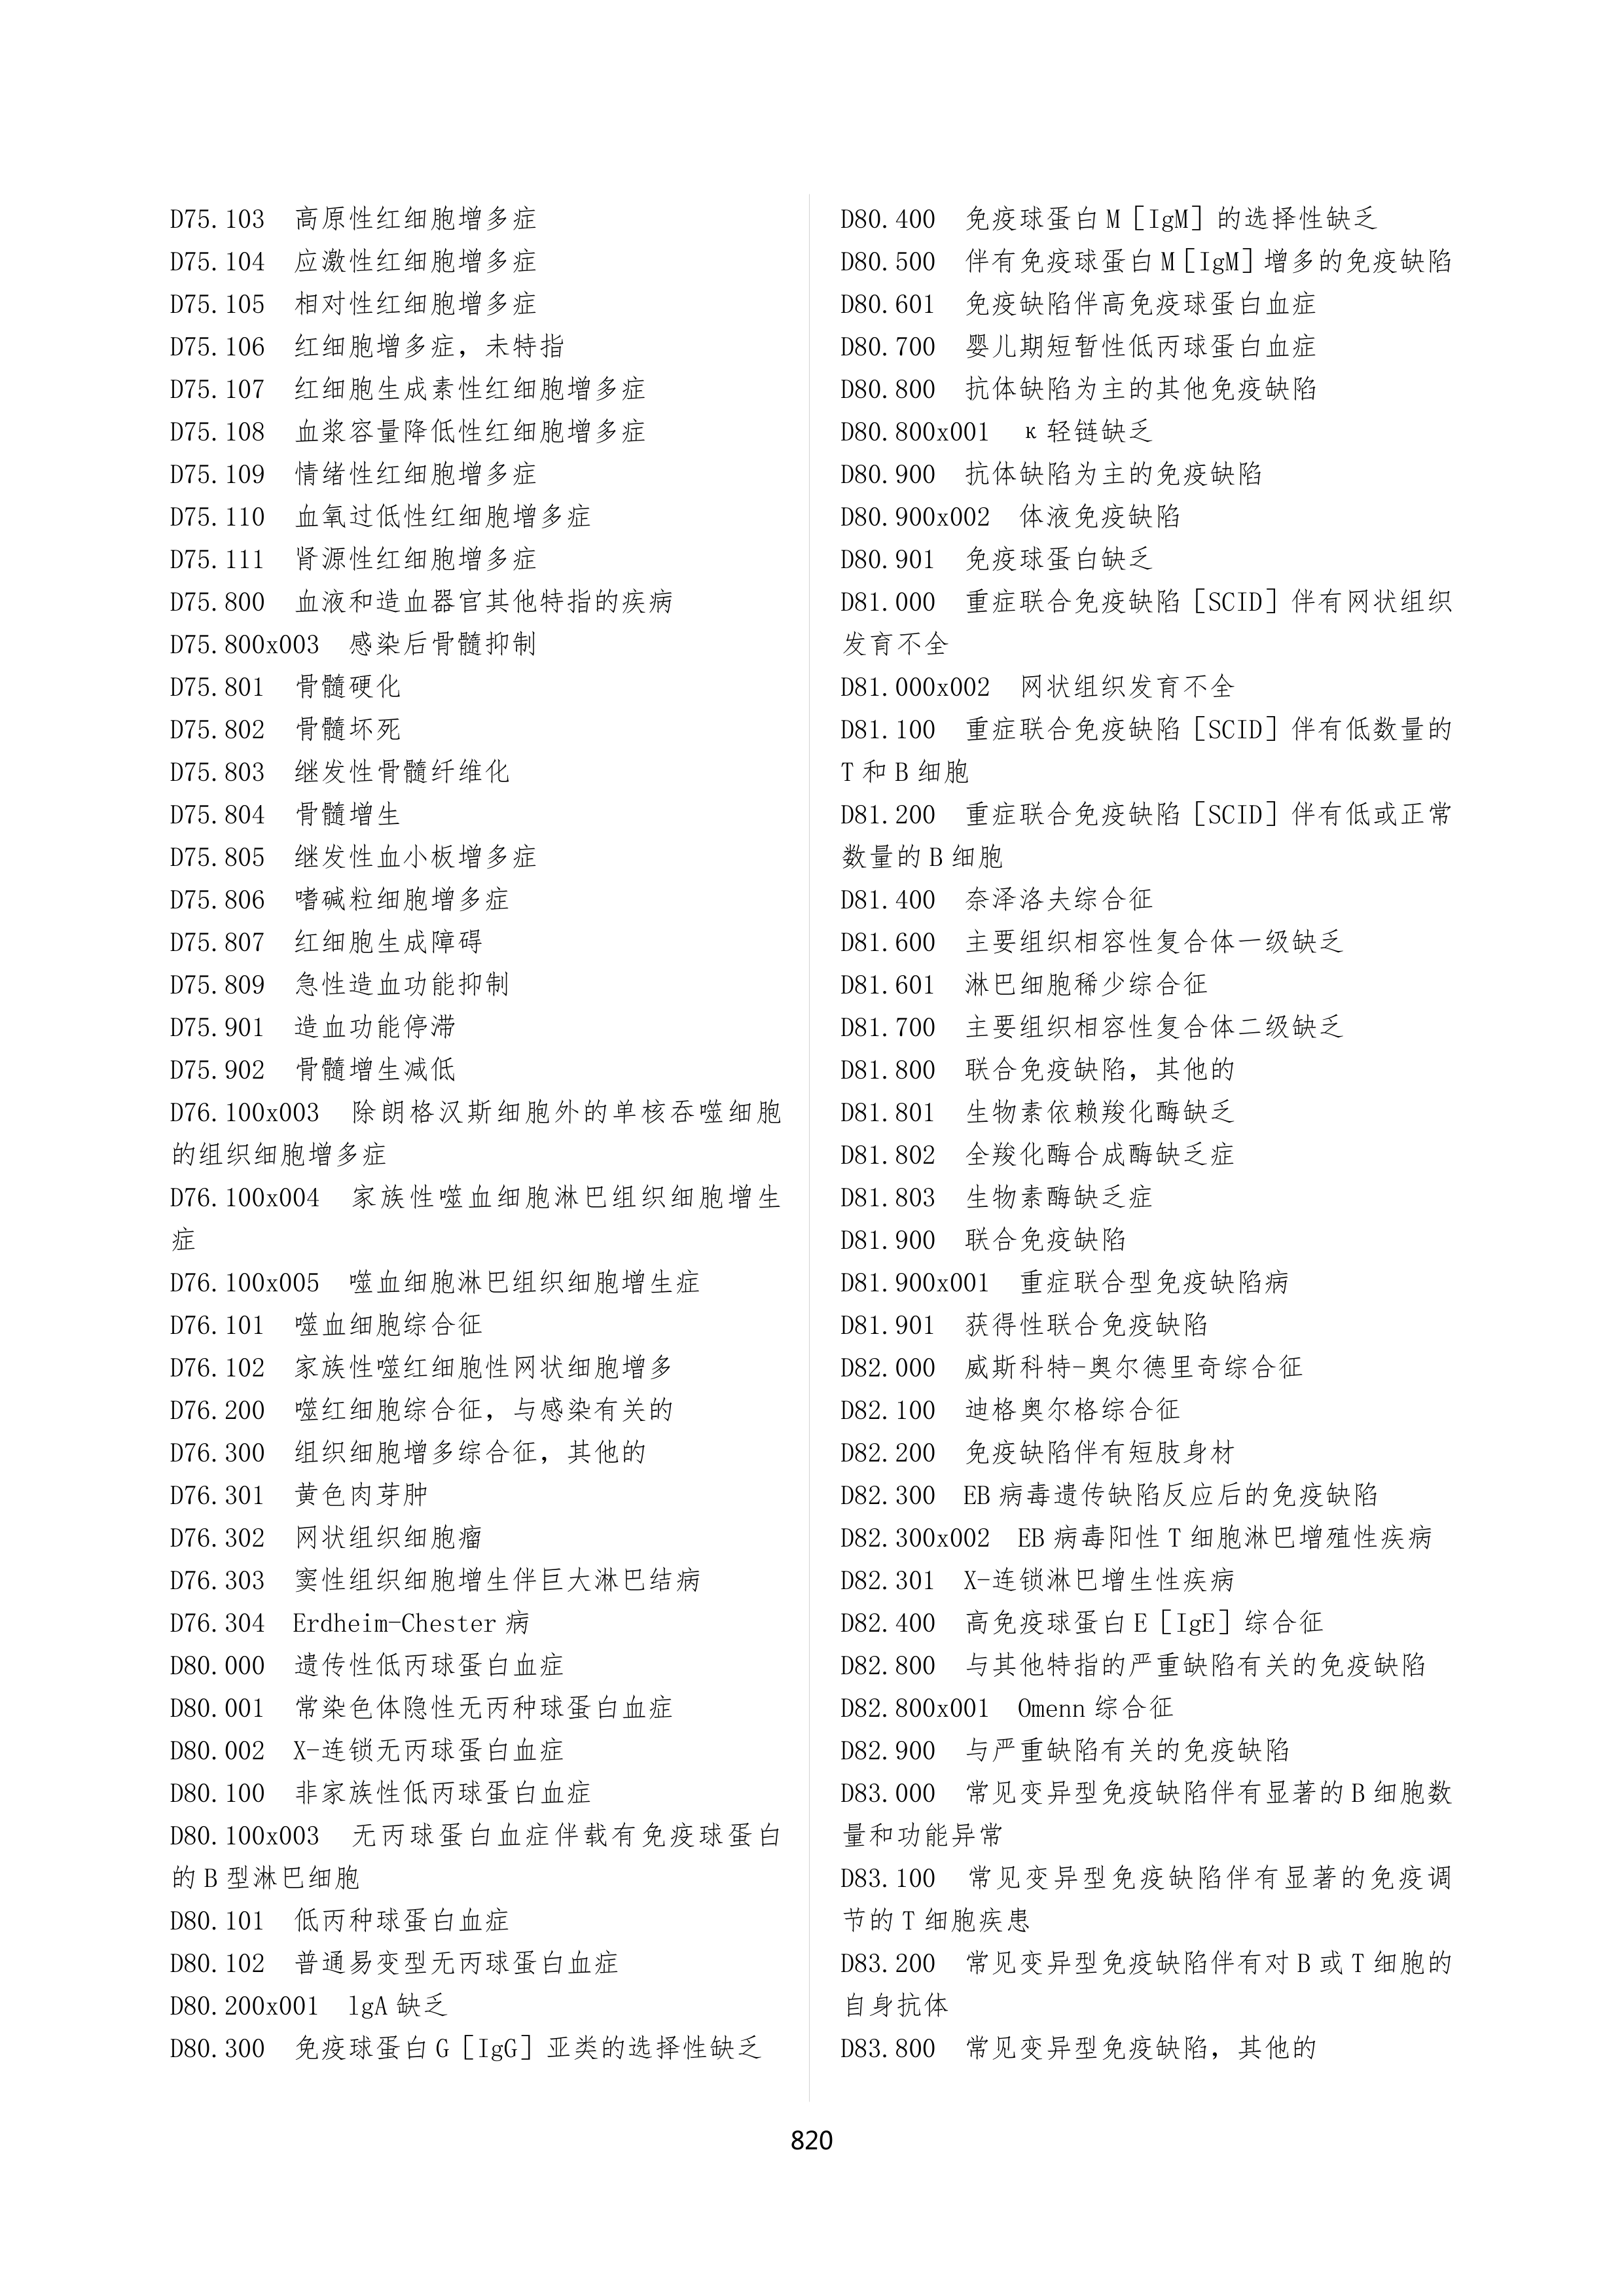 D75.103　高原性红细胞增多症
D75.104　应激性红细胞增多症
D75.105　相对性红细胞增多症
D75.106　红细胞增多症，未特指
D75.107　红细胞生成素性红细胞增多症
D75.108　血浆容量降低性红细胞增多症
D75.109　情绪性红细胞增多症
D75.110　血氧过低性红细胞增多症
D75.111　肾源性红细胞增多症
D75.800　血液和造血器官其他特指的疾病
D75.800x003　感染后骨髓抑制
D75.801　骨髓硬化
D75.802　骨髓坏死
D75.803　继发性骨髓纤维化
D75.804　骨髓增生
D75.805　继发性血小板增多症
D75.806　嗜碱粒细胞增多症
D75.807　红细胞生成障碍
D75.809　急性造血功能抑制
D75.901　造血功能停滞
D75.902　骨髓增生减低
D76.100x003　除朗格汉斯细胞外的单核吞噬细胞
的组织细胞增多症
D76.100x004　家族性噬血细胞淋巴组织细胞增生
症
D76.100x005　噬血细胞淋巴组织细胞增生症
D76.101　噬血细胞综合征
D76.102　家族性噬红细胞性网状细胞增多
D76.200　噬红细胞综合征，与感染有关的
D76.300　组织细胞增多综合征，其他的
D76.301　黄色肉芽肿
D76.302　网状组织细胞瘤
D76.303　窦性组织细胞增生伴巨大淋巴结病
D76.304　Erdheim-Chester 病
D80.000　遗传性低丙球蛋白血症
D80.001　常染色体隐性无丙种球蛋白血症
D80.002　X-连锁无丙球蛋白血症
D80.100　非家族性低丙球蛋白血症
D80.100x003　无丙球蛋白血症伴载有免疫球蛋白
的 B 型淋巴细胞
D80.101　低丙种球蛋白血症
D80.102　普通易变型无丙球蛋白血症
D80.200x001　lgA 缺乏
D80.300　免疫球蛋白 G［IgG］亚类的选择性缺乏
D80.400　免疫球蛋白 M［IgM］的选择性缺乏
D80.500　伴有免疫球蛋白 M［IgM］增多的免疫缺陷
D80.601　免疫缺陷伴高免疫球蛋白血症
D80.700　婴儿期短暂性低丙球蛋白血症
D80.800　抗体缺陷为主的其他免疫缺陷
D80.800x001　κ轻链缺乏
D80.900　抗体缺陷为主的免疫缺陷
D80.900x002　体液免疫缺陷
D80.901　免疫球蛋白缺乏
D81.000　重症联合免疫缺陷［SCID］伴有网状组织
发育不全
D81.000x002　网状组织发育不全
D81.100　重症联合免疫缺陷［SCID］伴有低数量的
T 和 B 细胞
D81.200　重症联合免疫缺陷［SCID］伴有低或正常
数量的 B 细胞
D81.400　奈泽洛夫综合征
D81.600　主要组织相容性复合体一级缺乏
D81.601　淋巴细胞稀少综合征
D81.700　主要组织相容性复合体二级缺乏
D81.800　联合免疫缺陷，其他的
D81.801　生物素依赖羧化酶缺乏
D81.802　全羧化酶合成酶缺乏症
D81.803　生物素酶缺乏症
D81.900　联合免疫缺陷
D81.900x001　重症联合型免疫缺陷病
D81.901　获得性联合免疫缺陷
D82.000　威斯科特-奥尔德里奇综合征
D82.100　迪格奥尔格综合征
D82.200　免疫缺陷伴有短肢身材
D82.300　EB 病毒遗传缺陷反应后的免疫缺陷
D82.300x002　EB 病毒阳性 T 细胞淋巴增殖性疾病
D82.301　X-连锁淋巴增生性疾病
D82.400　高免疫球蛋白 E［IgE］综合征
D82.800　与其他特指的严重缺陷有关的免疫缺陷
D82.800x001　Omenn 综合征
D82.900　与严重缺陷有关的免疫缺陷
D83.000　常见变异型免疫缺陷伴有显著的 B 细胞数
量和功能异常
D83.100　常见变异型免疫缺陷伴有显著的免疫调
节的 T 细胞疾患
D83.200　常见变异型免疫缺陷伴有对 B 或 T 细胞的
自身抗体
D83.800　常见变异型免疫缺陷，其他的
820